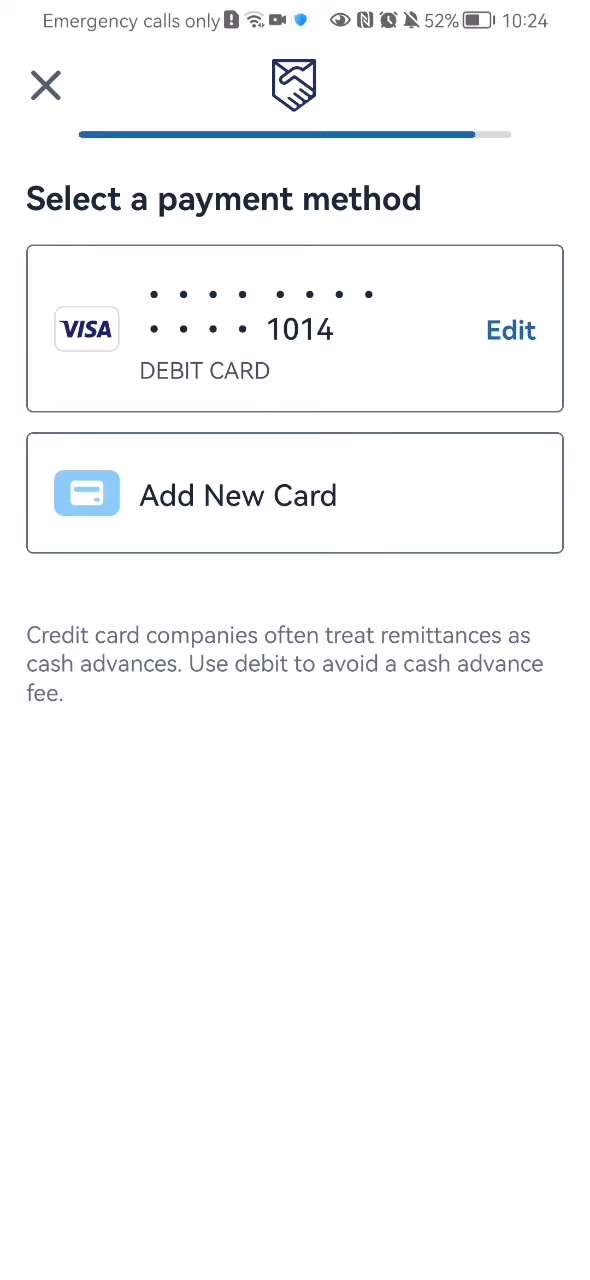 Emergency calls only 52% 10:24
Select a payment method
• • • • • • • •
VISA • • • • 1014 Edit
DEBIT CARD
Add New Card
Credit card companies often treat remittances as
cash advances. Use debit to avoid a cash advance
fee.